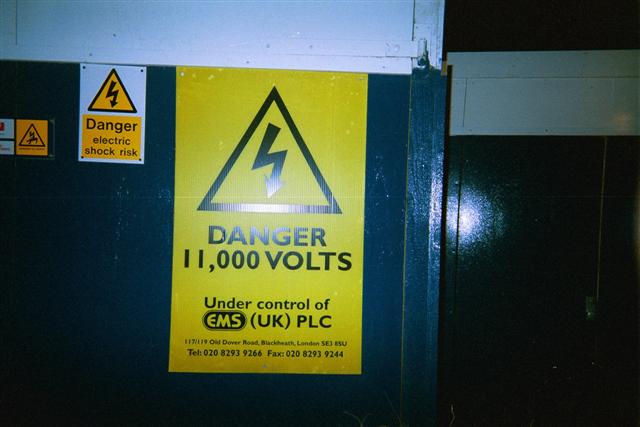 Danger
electric
shock risk
DANGER
11,000 VOLTS
Under control of
EMS (UK) PLC
117/119 Old Dover Road, Blackheath, London SE3 8SU
Tel: 020 8293 9266 Fax: 020 8293 9244